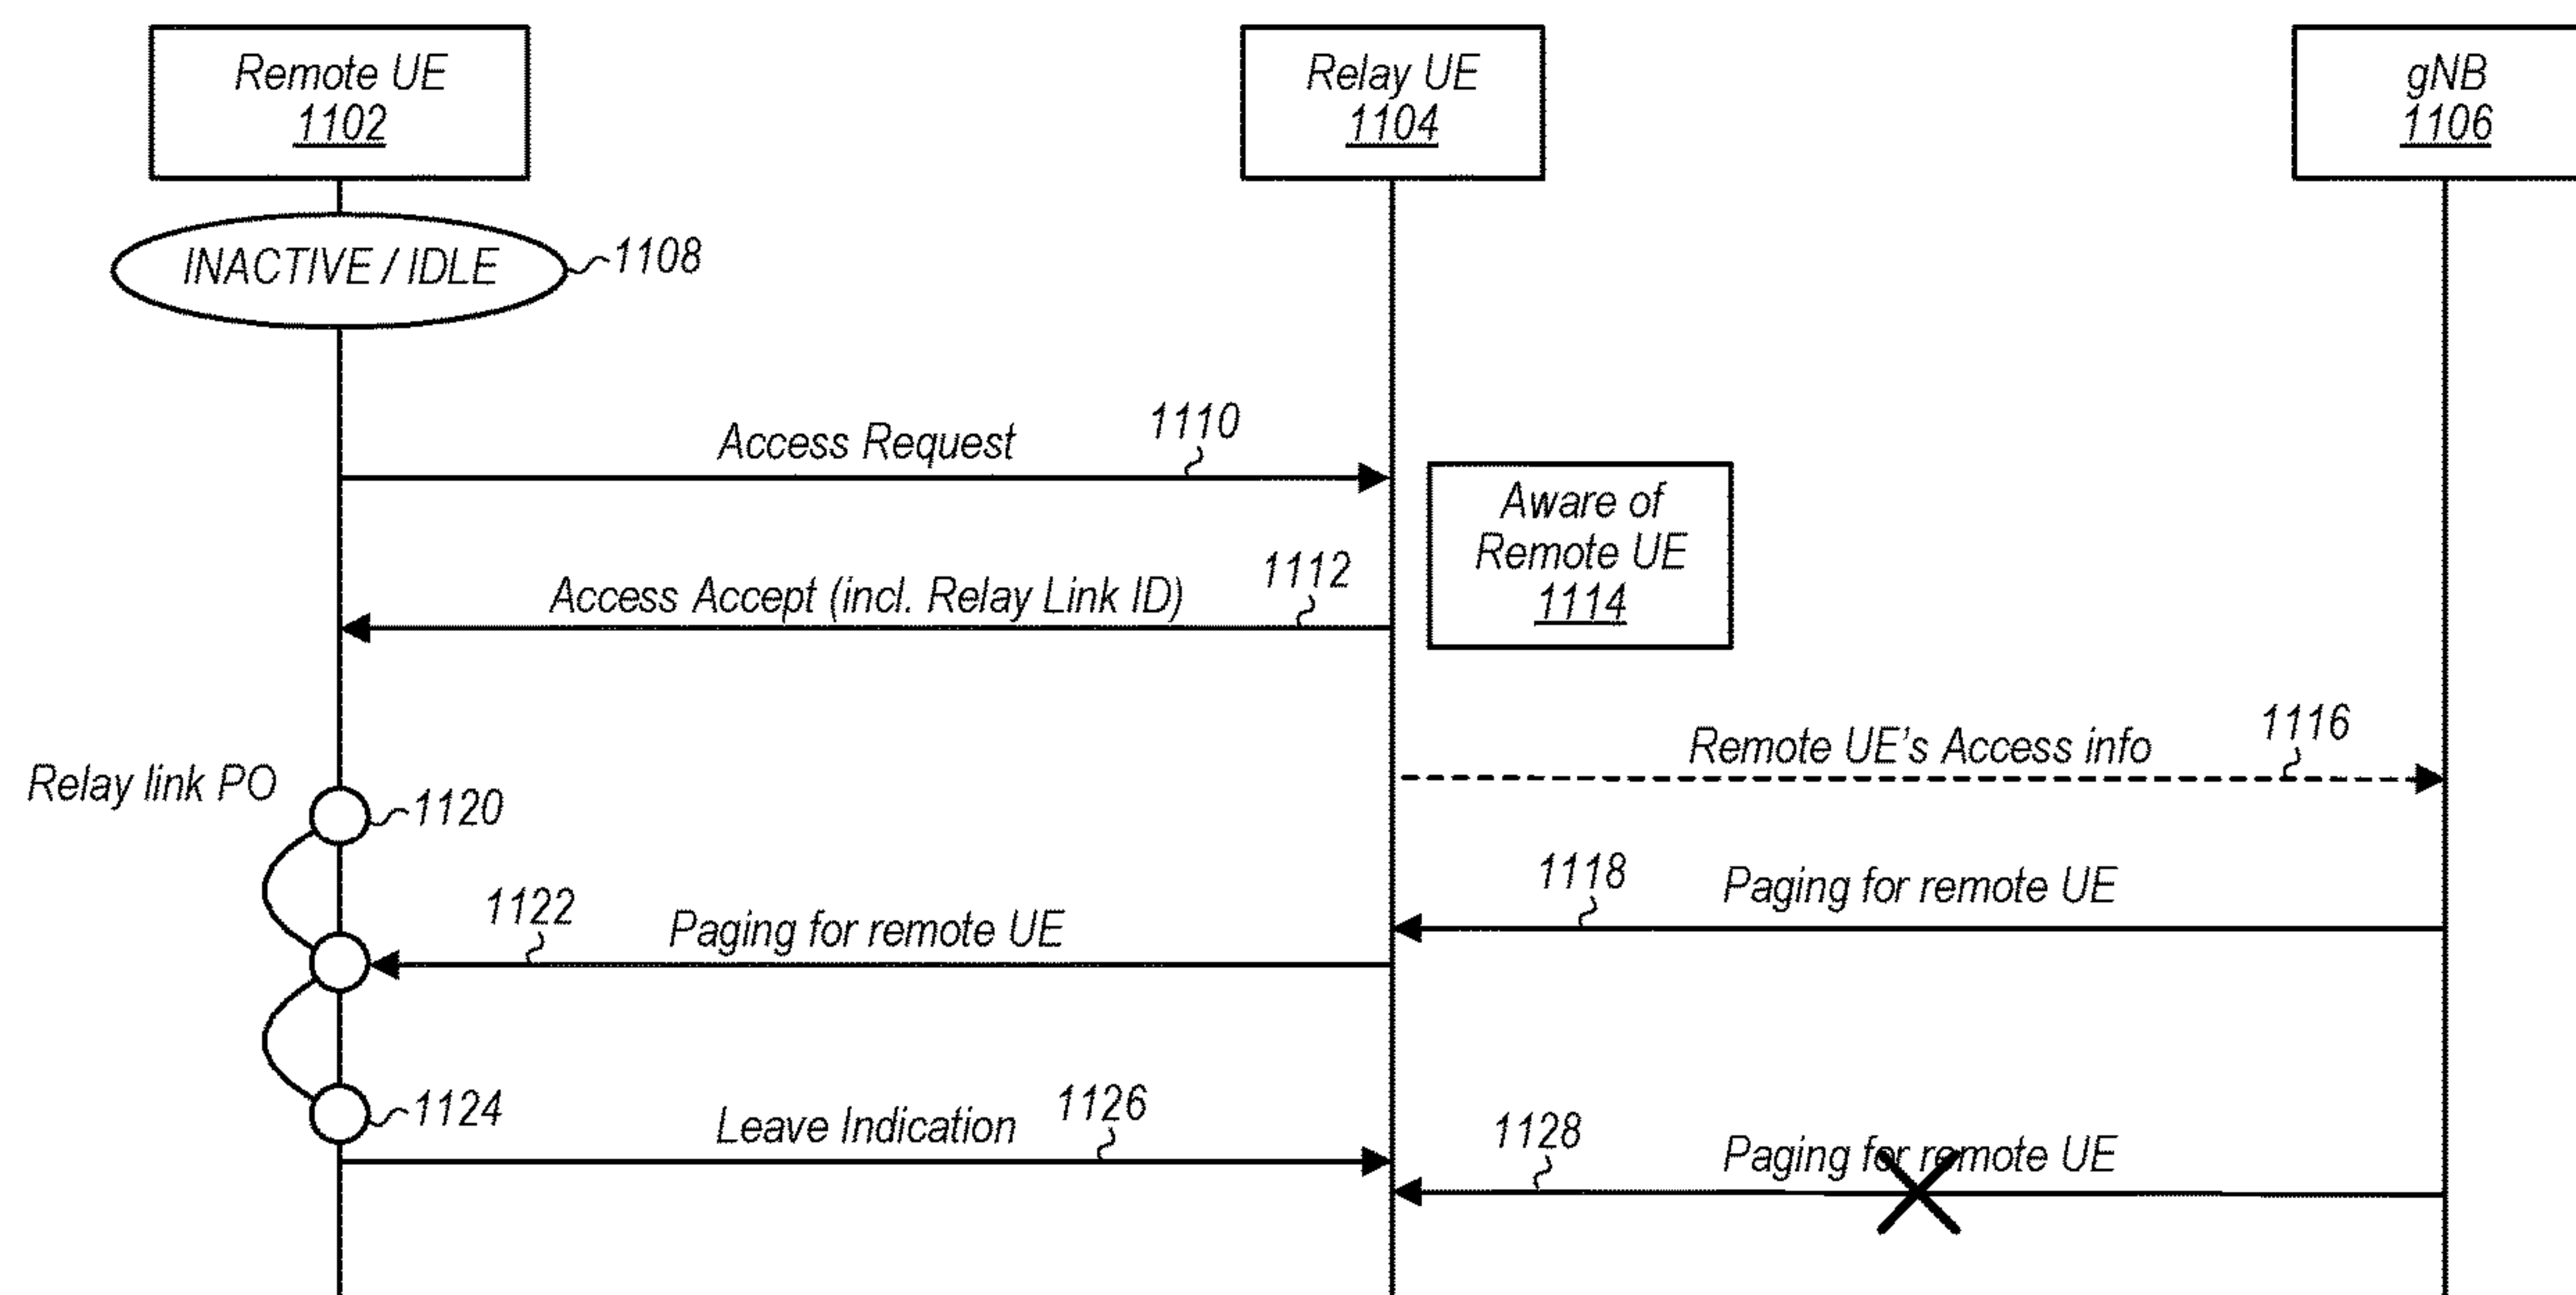 Remote UE
1102
Relay UE
1104
gNB
1106
INACTIVE / IDLE
1108
Access Request
1110
Aware of
Remote UE
1114
Access Accept (incl. Relay Link ID)
1112
Remote UE's Access info
1116
Relay link PO
1120
Paging for remote UE
1118
Paging for remote UE
1122
1124
Leave Indication
1126
Paging for remote UE
1128